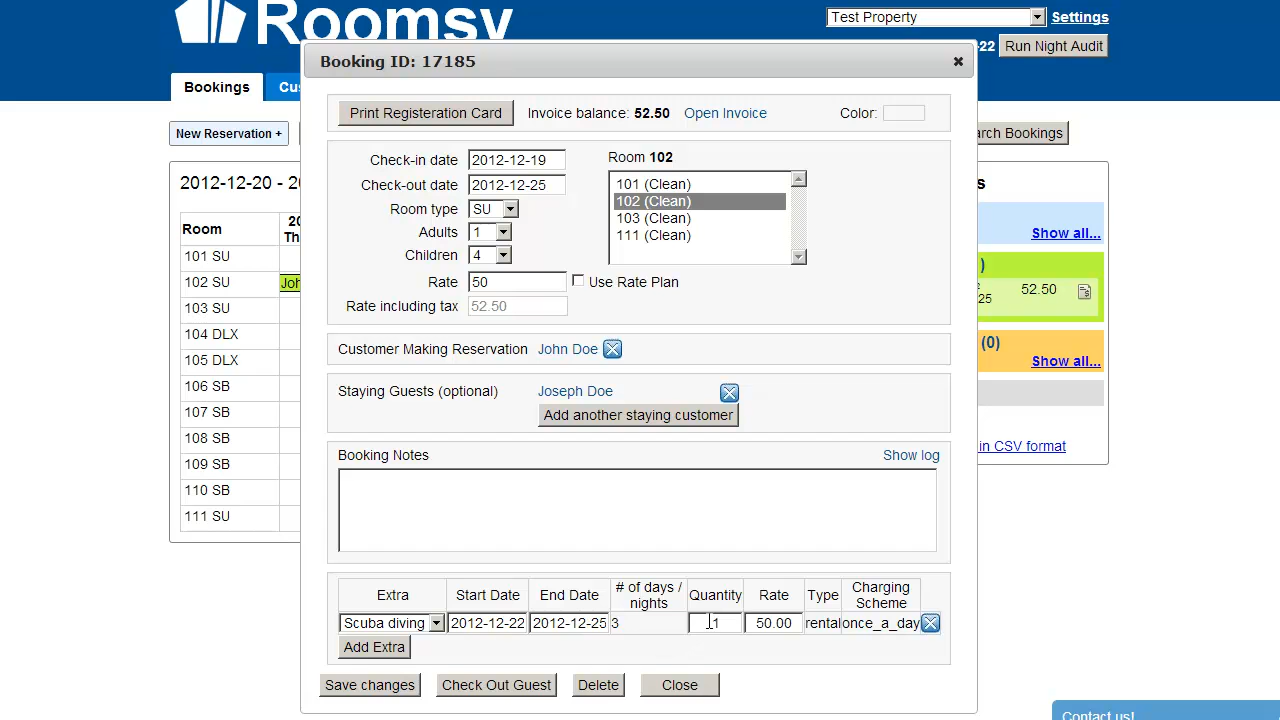 Roomsy
Test Property
Settings
-22
Run Night Audit
Booking ID: 17185
Bookings
Cus
Print Registeration Card
Invoice balance: 52.50
Open Invoice
Color:
New Reservation +
arch Bookings
Check-in date
2012-12-19
Room 102
Check-out date
2012-12-25
101 (Clean)
102 (Clean)
103 (Clean)
111 (Clean)
Room type
SU
Adults
1
Children
4
Rate
50
Use Rate Plan
Rate including tax
52.50
2012-12-20 - 20
s
Room
20
Th
101 SU
102 SU
Joh
103 SU
104 DLX
105 DLX
106 SB
107 SB
108 SB
109 SB
110 SB
111 SU
Show all...
)
25
52.50
(0)
Show all...
in CSV format
Customer Making Reservation
John Doe
Staying Guests (optional)
Joseph Doe
Add another staying customer
Booking Notes
Show log
Extra
Start Date
End Date
# of days /
nights
Quantity
Rate
Type
Charging
Scheme
Scuba diving
2012-12-22
2012-12-25
3
1
50.00
rental
once_a_day
Add Extra
Save changes
Check Out Guest
Delete
Close
Contact us!